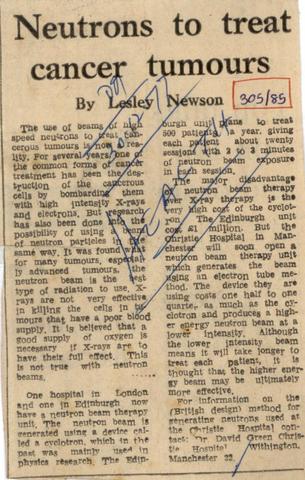 Neutrons to treat
cancer tumours
By Lesley Newson
305/85
The use of beams of high
speed neutrons to treat can-
cerous tumours is now a rea-
lity. For several years one of
the common forms of cancer
treatment has been the des-
truction of the cancerous
cells by bombarding them
with high intensity X-rays
and electrons, But research
has also been done into the
possibility of using a beam
of neutron particles in the
same way. It was found that
for many tumours, especial-
ly advanced tumours, the
neutron beam is the best
type of radiation to use, X-
rays are not very effective
in killing the cells in the
mours that have a poor blood
supply. It is believed that a
good supply of oxygen is
necessary if X-rays are to
have their full effect. This
is not true with neutron
beams.
One hospital in London
and one in Edinburgh now
have a neutron beam therapy
unit. The neutron beam is
generated using a device cal-
led a cyclotron, which in the
past was mainly used in
physics research. The Edin-
burgh unit plans to treat
500 patients a year, giving
each patient about twenty
sessions with 2 to 3 minutes
of neutron beam exposure
in each session.
The major disadvantage
of neutron beam therapy
over X-ray therapy is the
very high cost of the cyclot-
ron. The Edinburgh unit
cost £1 million. But The
Christie Hospital in Man-
chester will soon open a
neutron beam therapy unit
which generates the beam
using an electron tube me-
thod. The device they are
using costs one half to one
quarter as much as the cy-
clotron and produces a high-
er energy neutron beam at a
lower intensity. Although
the lower intensity beam
means it will take longer to
treat each patient, it is
thought that the higher ener-
gy beam may be ultimately
more effective.
For information on the
(British design) method for
generating neutrons used at
the Christie Hospital con-
tact: Dr. David Green Chris-
tie Hospital Withington,
Manchester